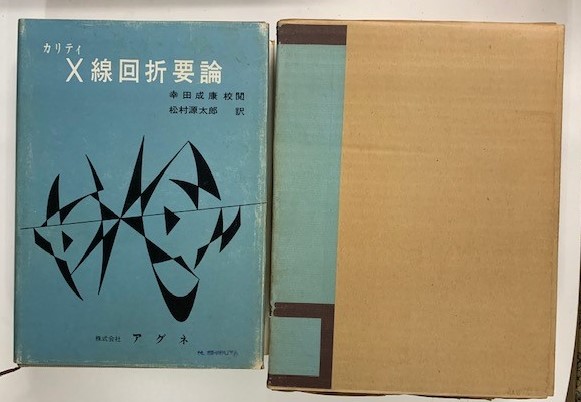 カリティ
X線回折要論
幸田成康 校閲
松村源太郎 訳
株式会社 アグネ